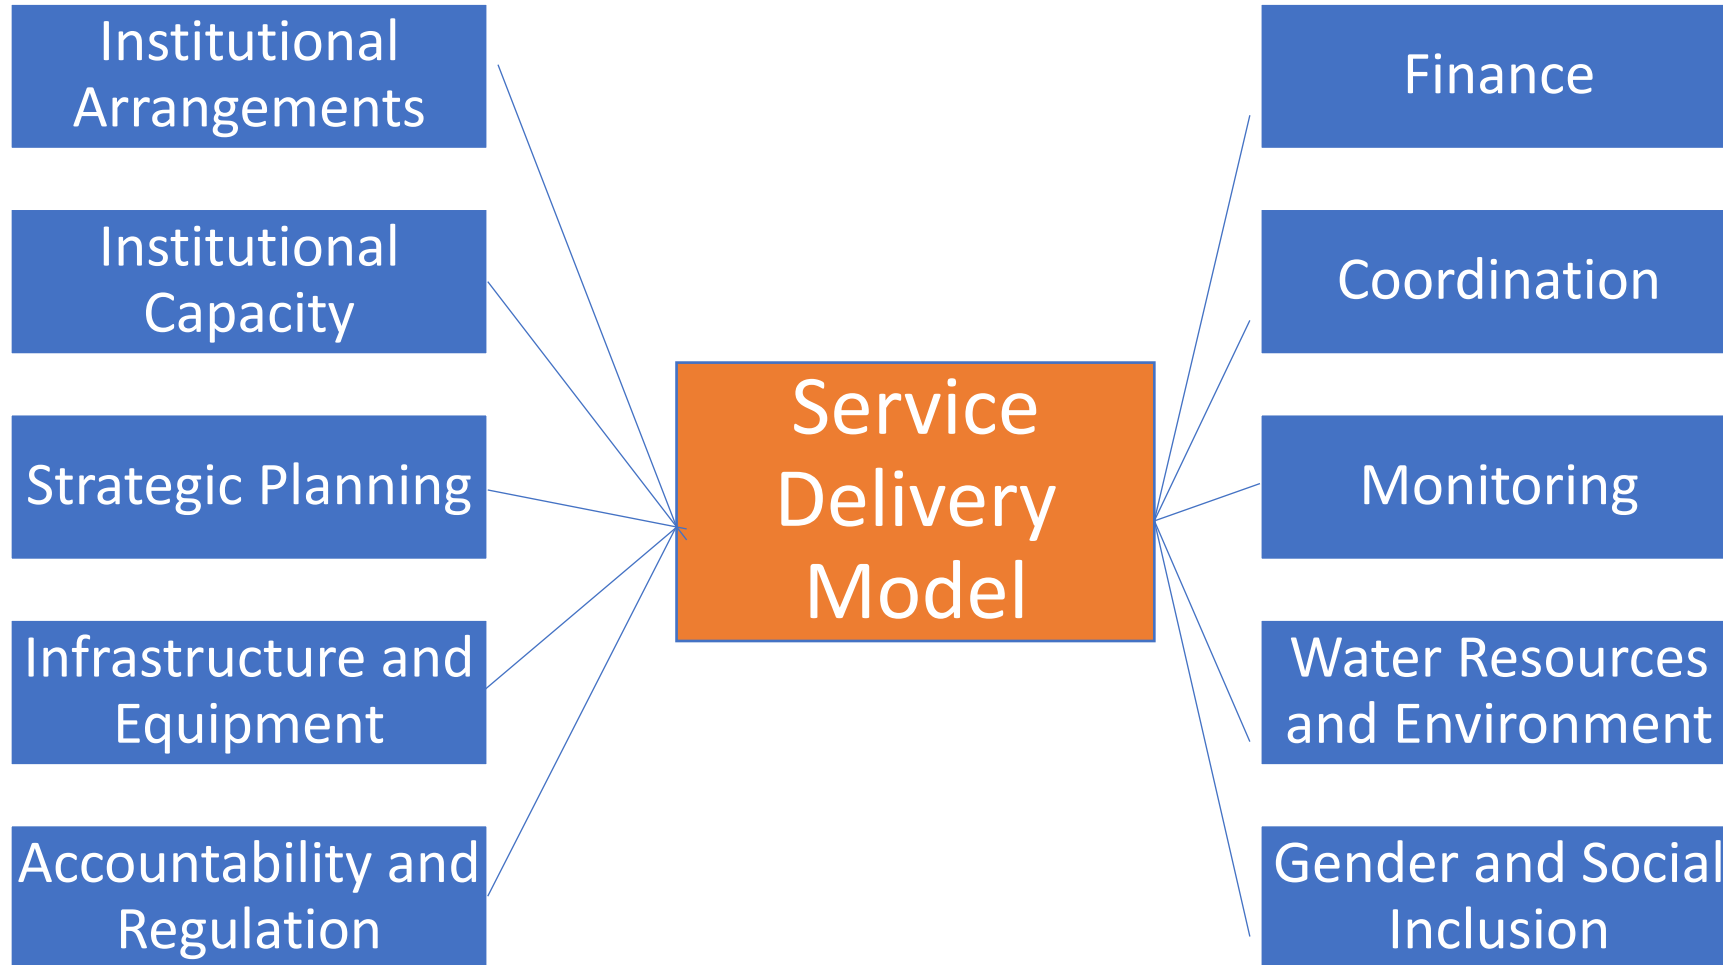 Institutional
Arrangements
Institutional
Capacity
Strategic Planning
Infrastructure and
Equipment
Accountability and
Regulation
Service
Delivery
Model
Finance
Coordination
Monitoring
Water Resources
and Environment
Gender and Social
Inclusion